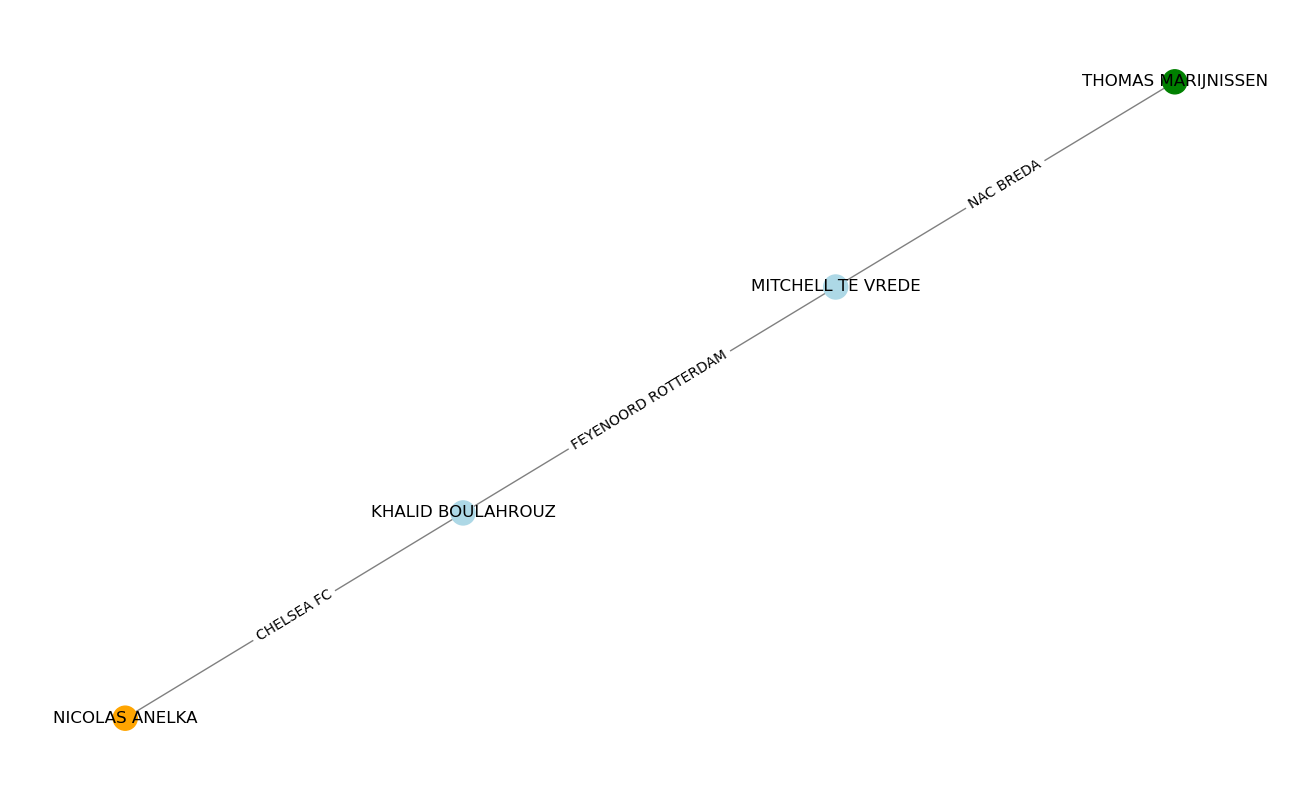 THOMAS MARIJNISSEN
NAC BREDA
MITCHELL TE VREDE
FEYENOORD ROTTERDAM
KHALID BOULAHROUZ
CHELSEA FC
NICOLAS ANELKA